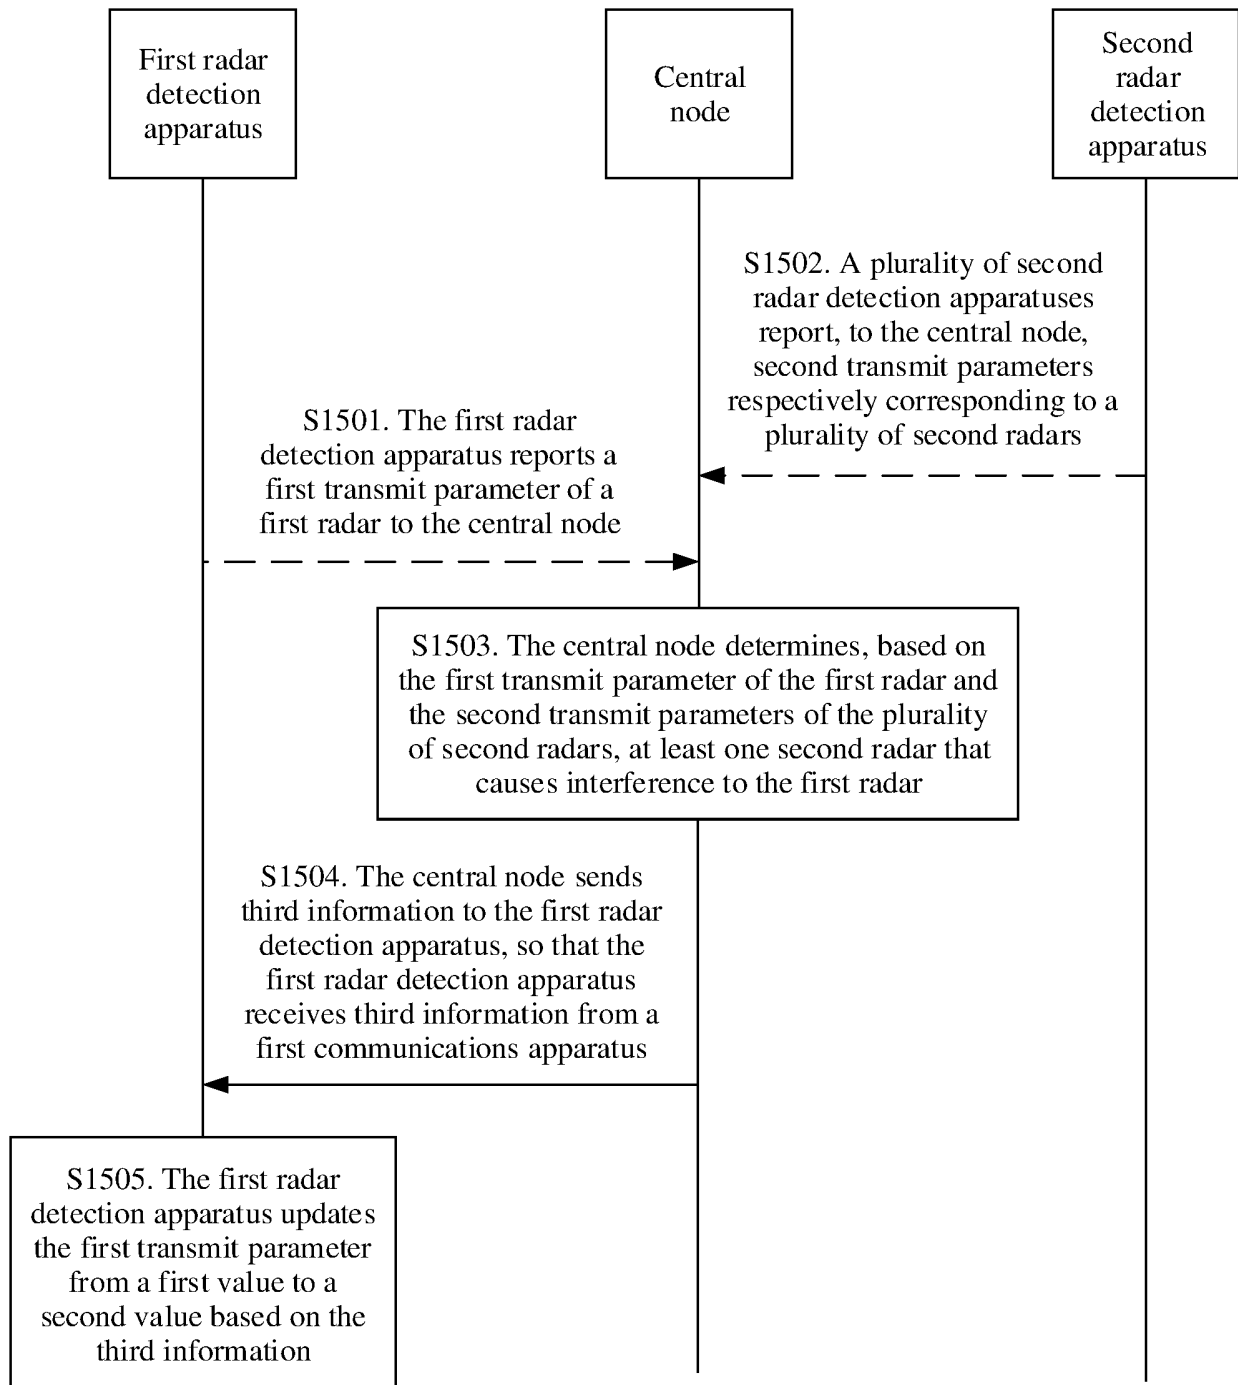 First radar
detection
apparatus
Central
node
Second
radar
detection
apparatus
S1502. A plurality of second
radar detection apparatuses
report, to the central node,
second transmit parameters
respectively corresponding to a
plurality of second radars
S1501. The first radar
detection apparatus reports a
first transmit parameter of a
first radar to the central node
S1503. The central node determines, based on
the first transmit parameter of the first radar and
the second transmit parameters of the plurality
of second radars, at least one second radar that
causes interference to the first radar
S1504. The central node sends
third information to the first radar
detection apparatus, so that the
first radar detection apparatus
receives third information from a
first communications apparatus
S1505. The first radar
detection apparatus updates
the first transmit parameter
from a first value to a
second value based on the
third information